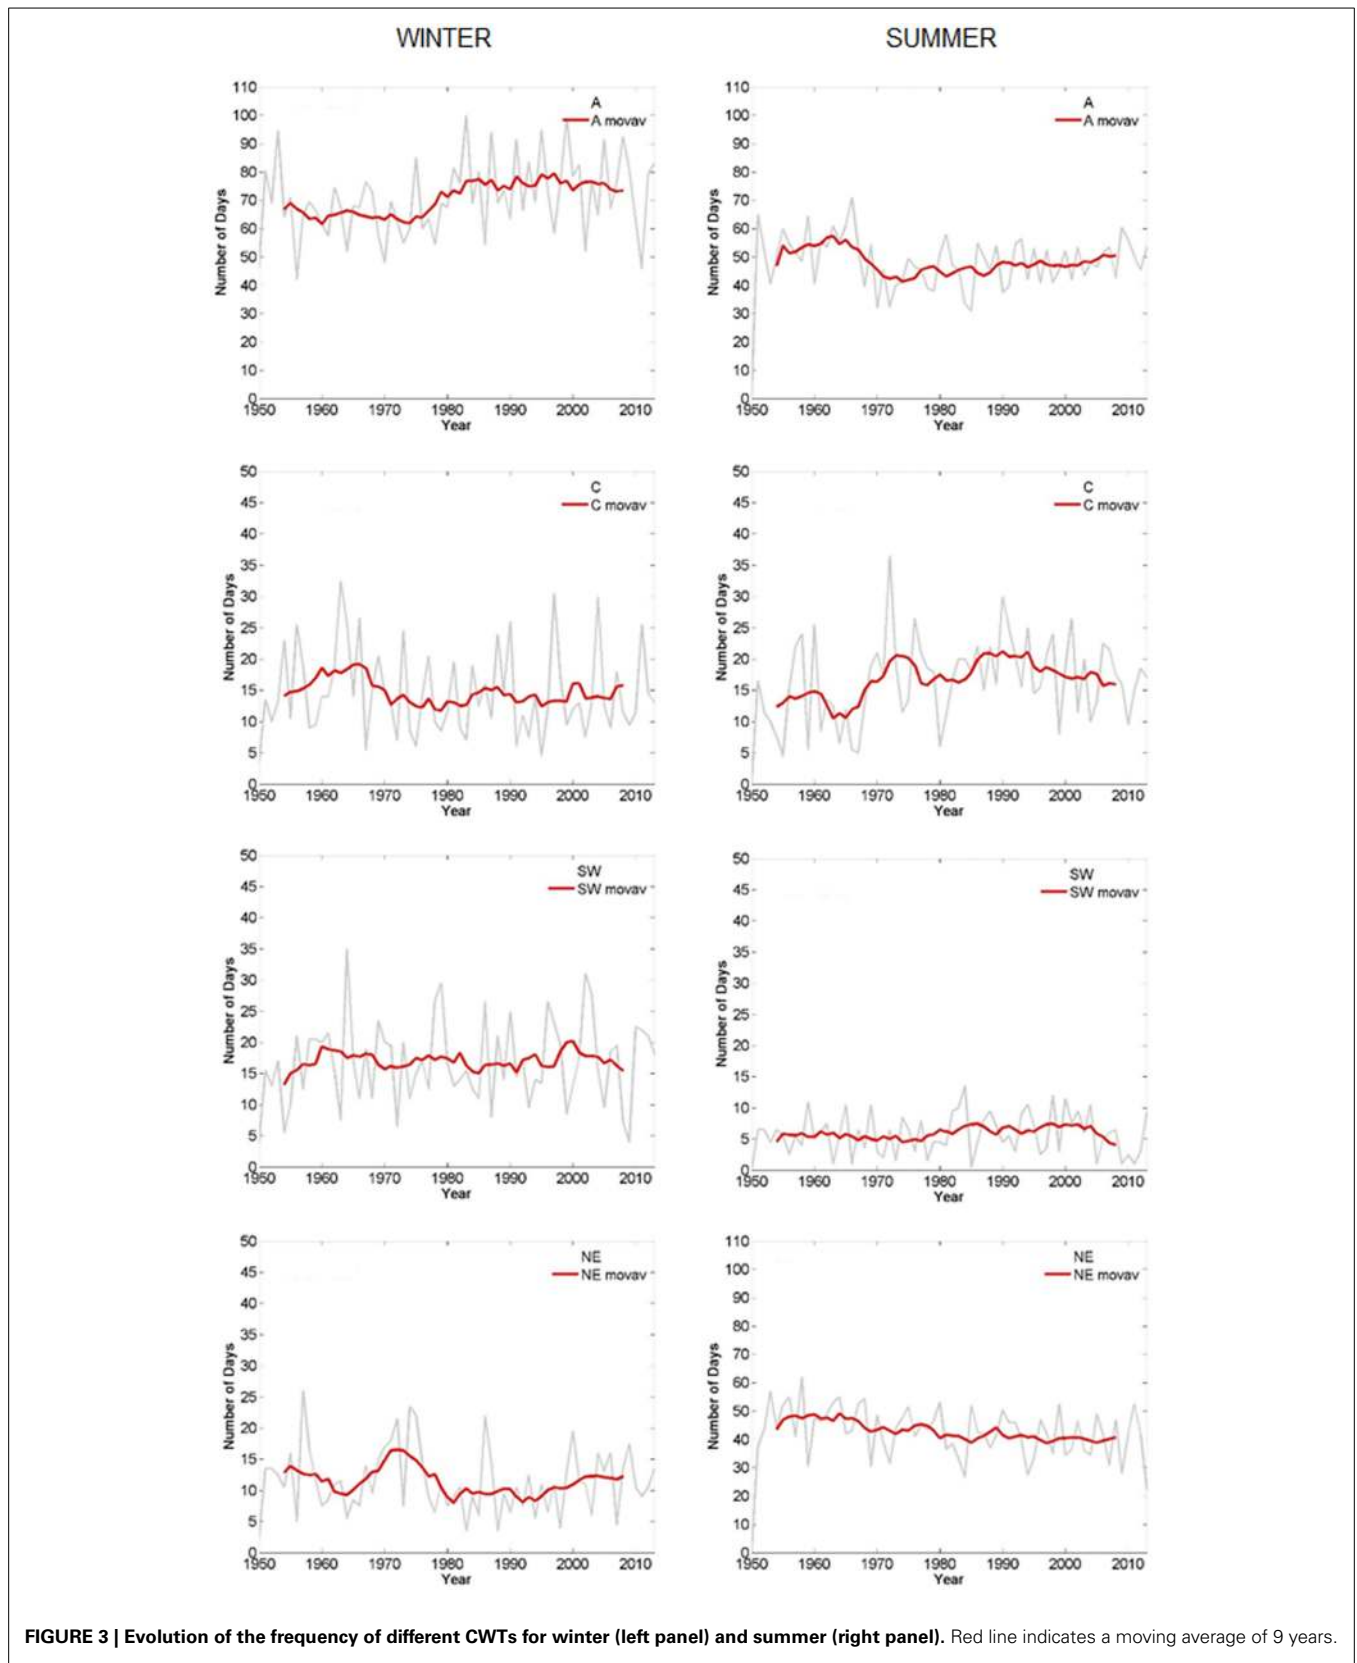 WINTER
SUMMER
110
100
90
80
70
60
50
40
30
20
10
0
Number of Days
A
A movav
1950 1960 1970 1980 1990 2000 2010
Year
110
100
90
80
70
60
50
40
30
20
10
0
Number of Days
A
A movav
1950 1960 1970 1980 1990 2000 2010
Year
50
45
40
35
30
25
20
15
10
5
0
Number of Days
C
C movav
1950 1960 1970 1980 1990 2000 2010
Year
50
45
40
35
30
25
20
15
10
5
0
Number of Days
C
C movav
1950 1960 1970 1980 1990 2000 2010
Year
50
45
40
35
30
25
20
15
10
5
0
Number of Days
SW
SW movav
1950 1960 1970 1980 1990 2000 2010
Year
50
45
40
35
30
25
20
15
10
5
0
Number of Days
SW
SW movav
1950 1960 1970 1980 1990 2000 2010
Year
50
45
40
35
30
25
20
15
10
5
0
Number of Days
NE
NE movav
1950 1960 1970 1980 1990 2000 2010
Year
110
100
90
80
70
60
50
40
30
20
10
0
Number of Days
NE
NE movav
1950 1960 1970 1980 1990 2000 2010
Year
FIGURE 3 | Evolution of the frequency of different CWTs for winter (left panel) and summer (right panel). Red line indicates a moving average of 9 years.